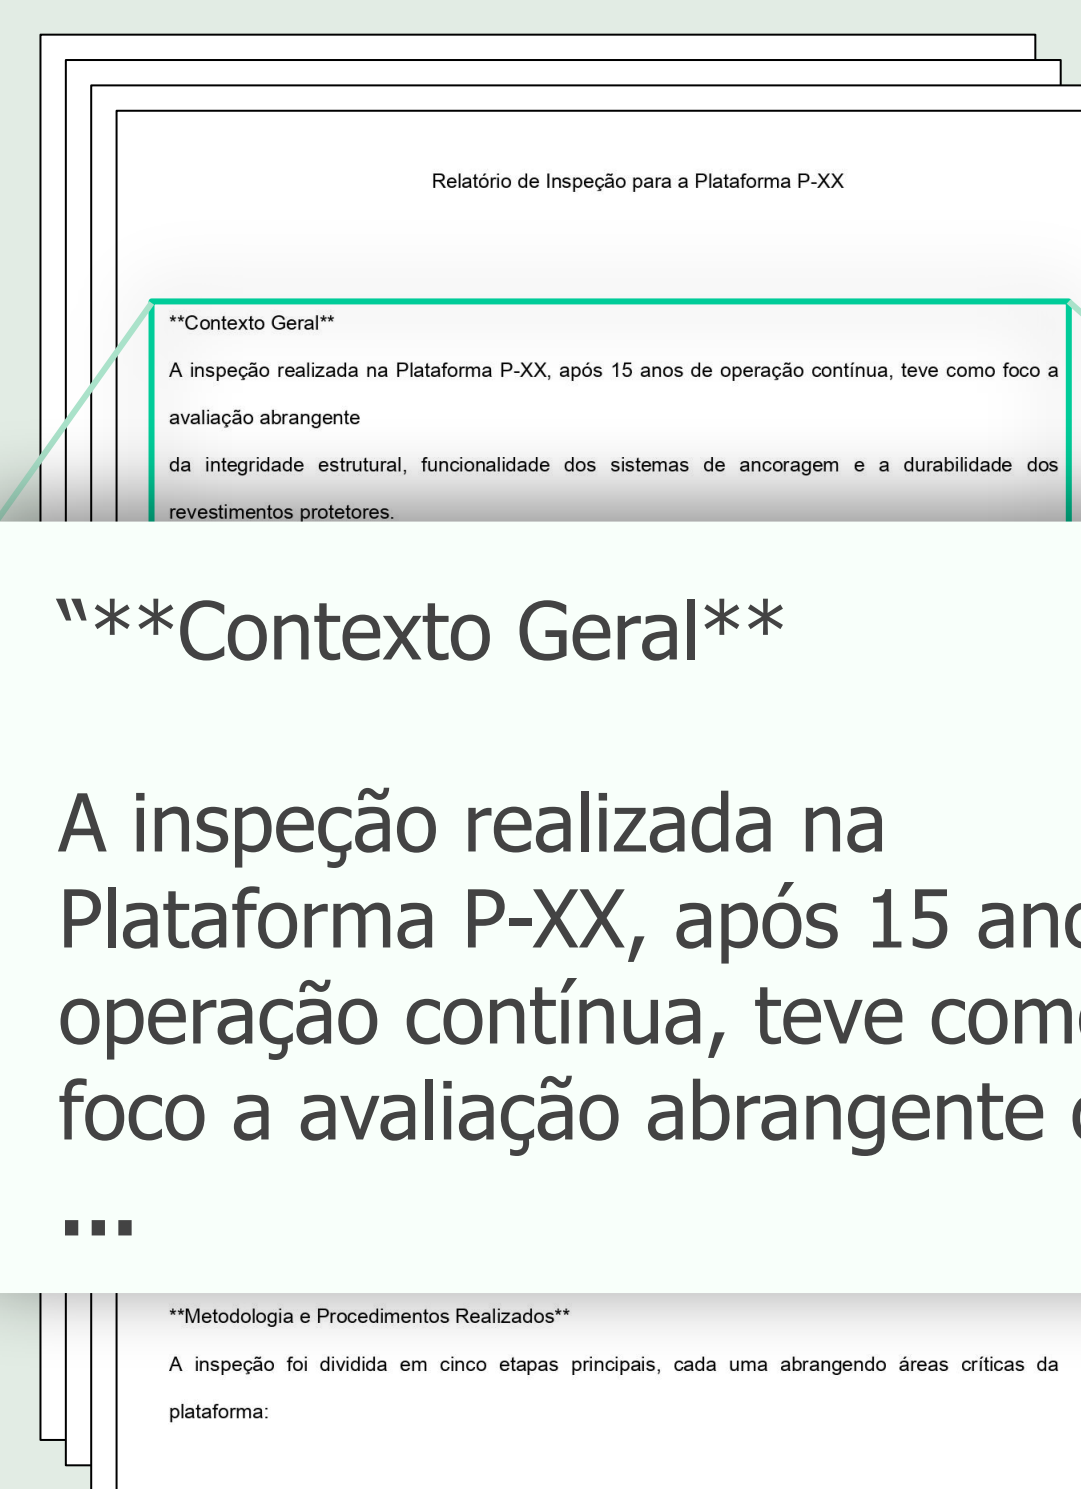 Relatório de Inspeção para a Plataforma P-XX
**Contexto Geral**
A inspeção realizada na Plataforma P-XX, após 15 anos de operação contínua, teve como foco a
avaliação abrangente
da integridade estrutural, funcionalidade dos sistemas de ancoragem e a durabilidade dos
revestimentos protetores.
“**Contexto Geral**
A inspeção realizada na
Plataforma P-XX, após 15
operação contínua, teve
foco a avaliação abrangente
...
**Metodologia e Procedimentos Realizados**
A inspeção foi dividida em cinco etapas principais, cada uma abrangendo áreas críticas da
plataforma: